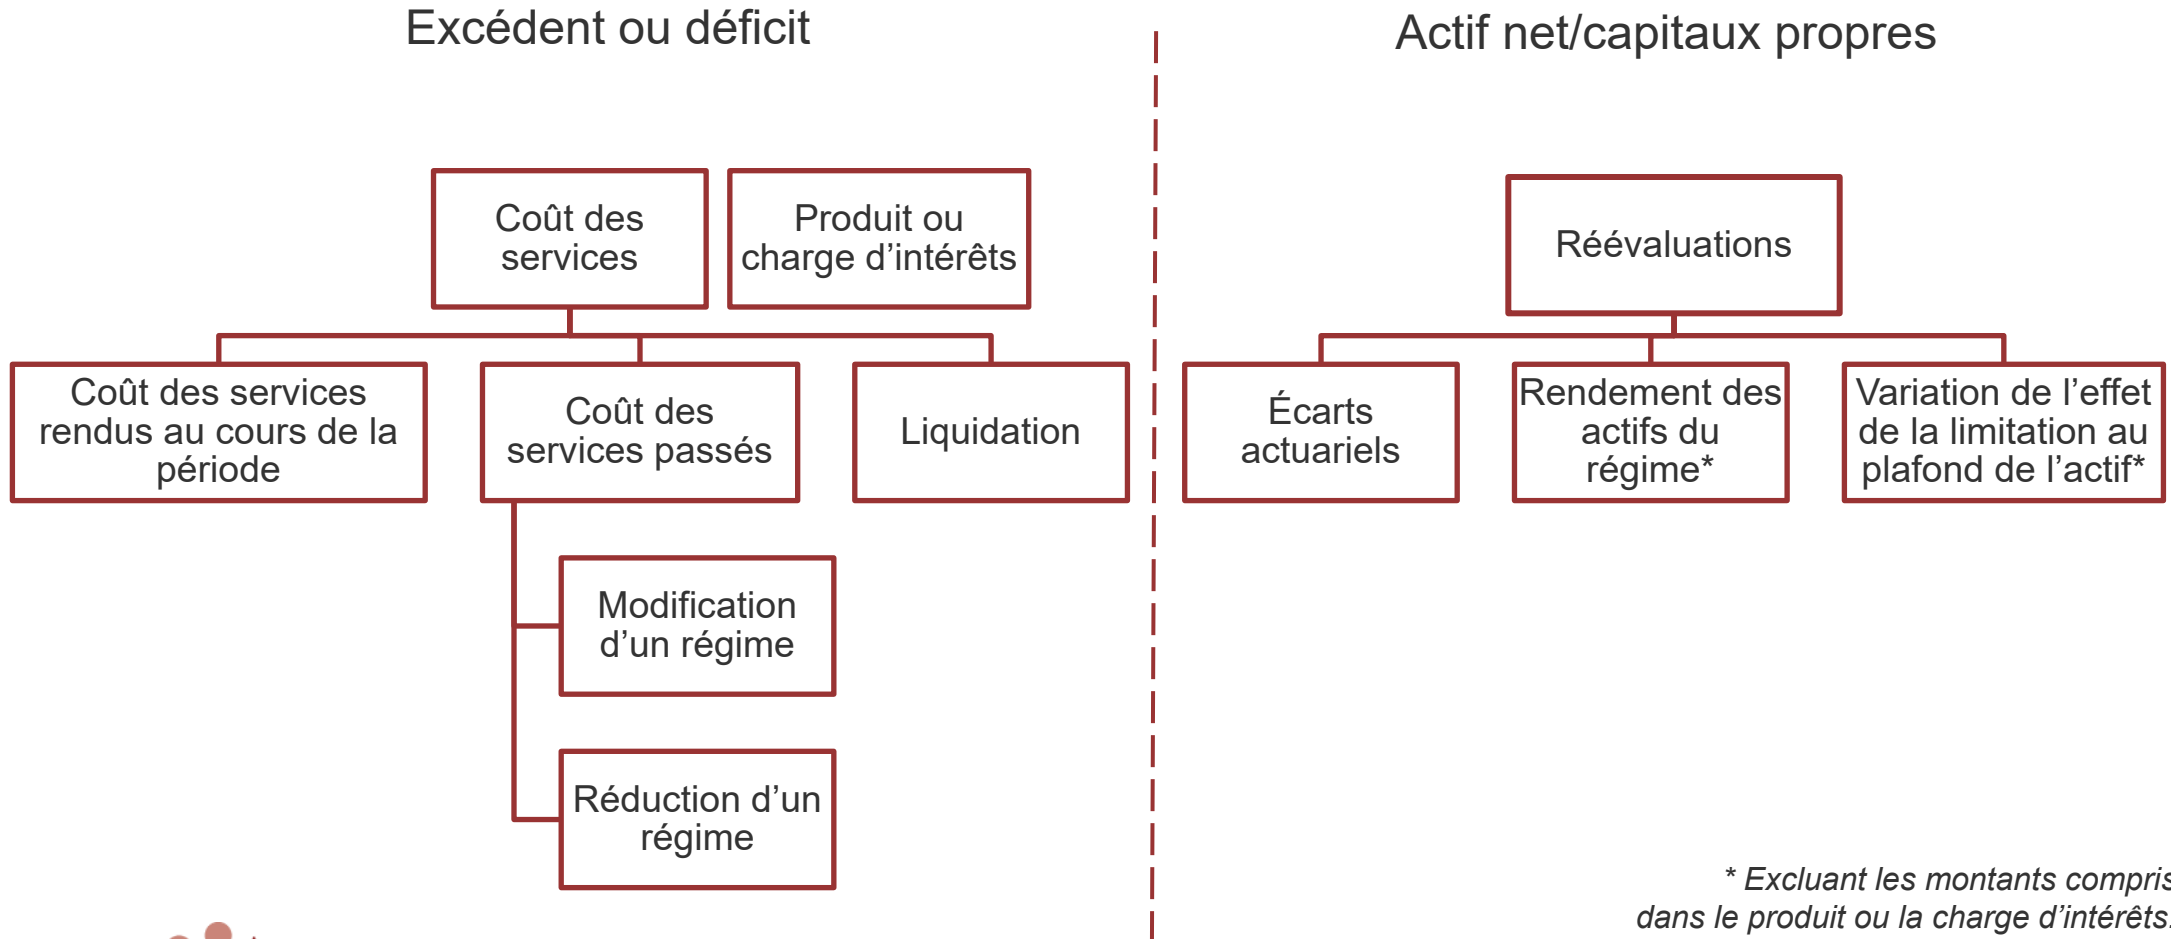 Excédent ou déficit
Actif net/capitaux propres
Coût des
services
Produit ou
charge d’intérêts
Réévaluations
Coût des services
rendus au cours de la
période
Coût des
services passés
Liquidation
Écarts
actuariels
Rendement des
actifs du
régime*
Variation de l’effet
de la limitation au
plafond de l’actif*
Modification
d’un régime
Réduction d’un
régime
* Excluant les montants compris
dans le produit ou la charge d’intérêts.